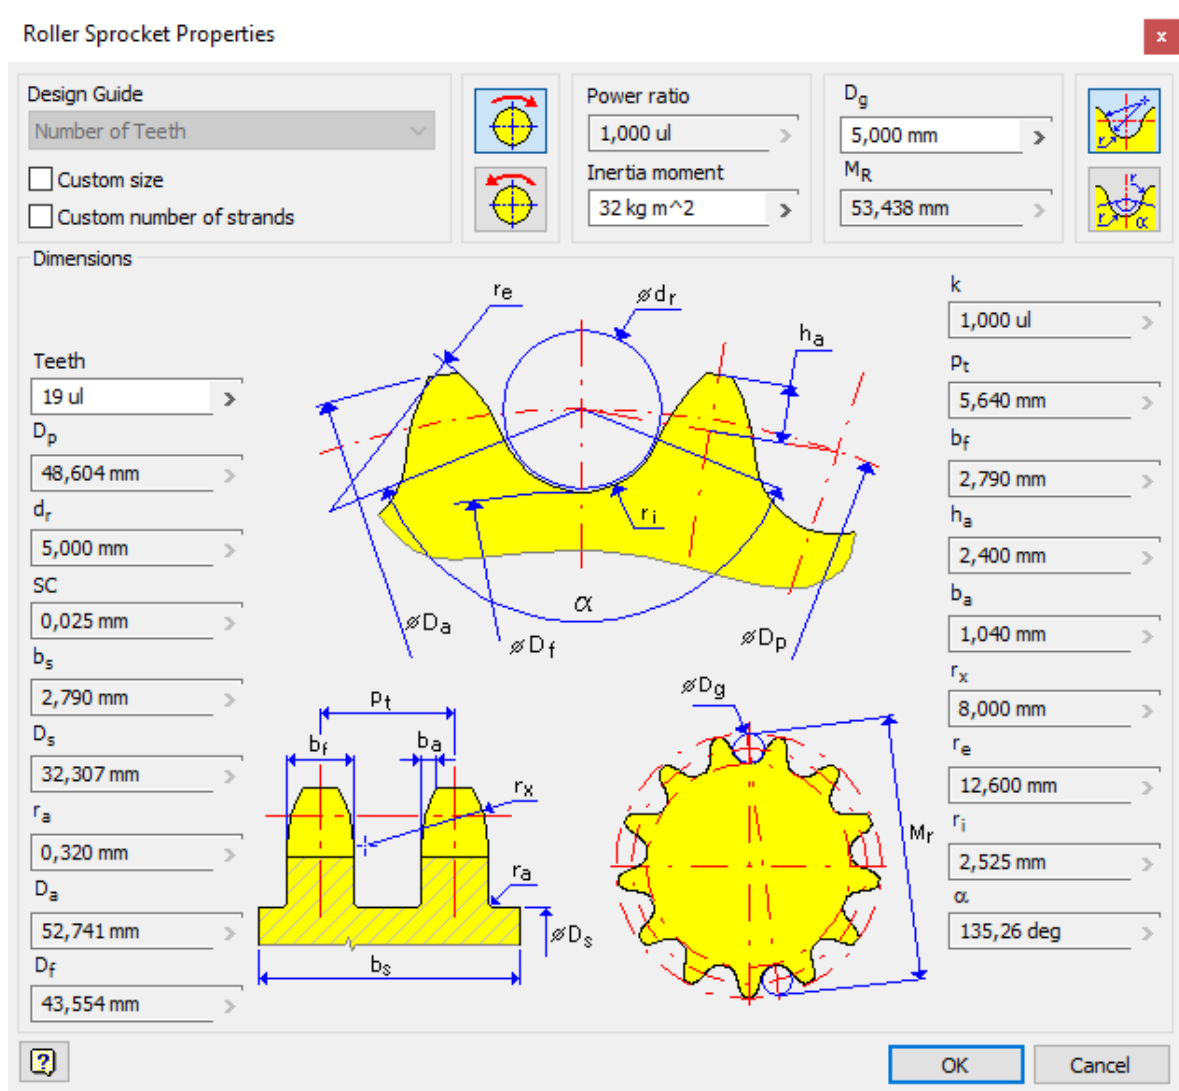 Roller Sprocket Properties
x
Design Guide
Number of Teeth
Custom size
Custom number of strands
Power ratio
1,000 ul
Inertia moment
32 kg m^2
Dg
5,000 mm
MR
53,438 mm
r
r
r
α
Dimensions
Teeth
19 ul
Dp
48,604 mm
dr
5,000 mm
SC
0,025 mm
bs
2,790 mm
Ds
32,307 mm
ra
0,320 mm
Da
52,741 mm
Df
43,554 mm
re
⌀dr
ha
ri
α
⌀Da
⌀Df
⌀Dp
Pt
bf
ba
rx
ra
⌀Ds
bs
⌀Dg
Mr
k
1,000 ul
Pt
5,640 mm
bf
2,790 mm
ha
2,400 mm
ba
1,040 mm
rx
8,000 mm
re
12,600 mm
ri
2,525 mm
α
135,26 deg
?
OK
Cancel